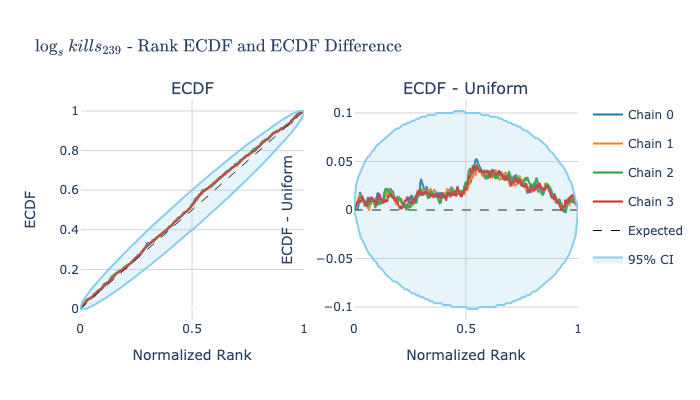 log_s kills_239 - Rank ECDF and ECDF Difference
ECDF
ECDF - Uniform
1
0.8
0.6
0.4
0.2
0
ECDF
0
0.5
1
Normalized Rank
0.1
0.05
0
−0.05
−0.1
ECDF - Uniform
0
0.5
1
Normalized Rank
Chain 0
Chain 1
Chain 2
Chain 3
Expected
95% CI